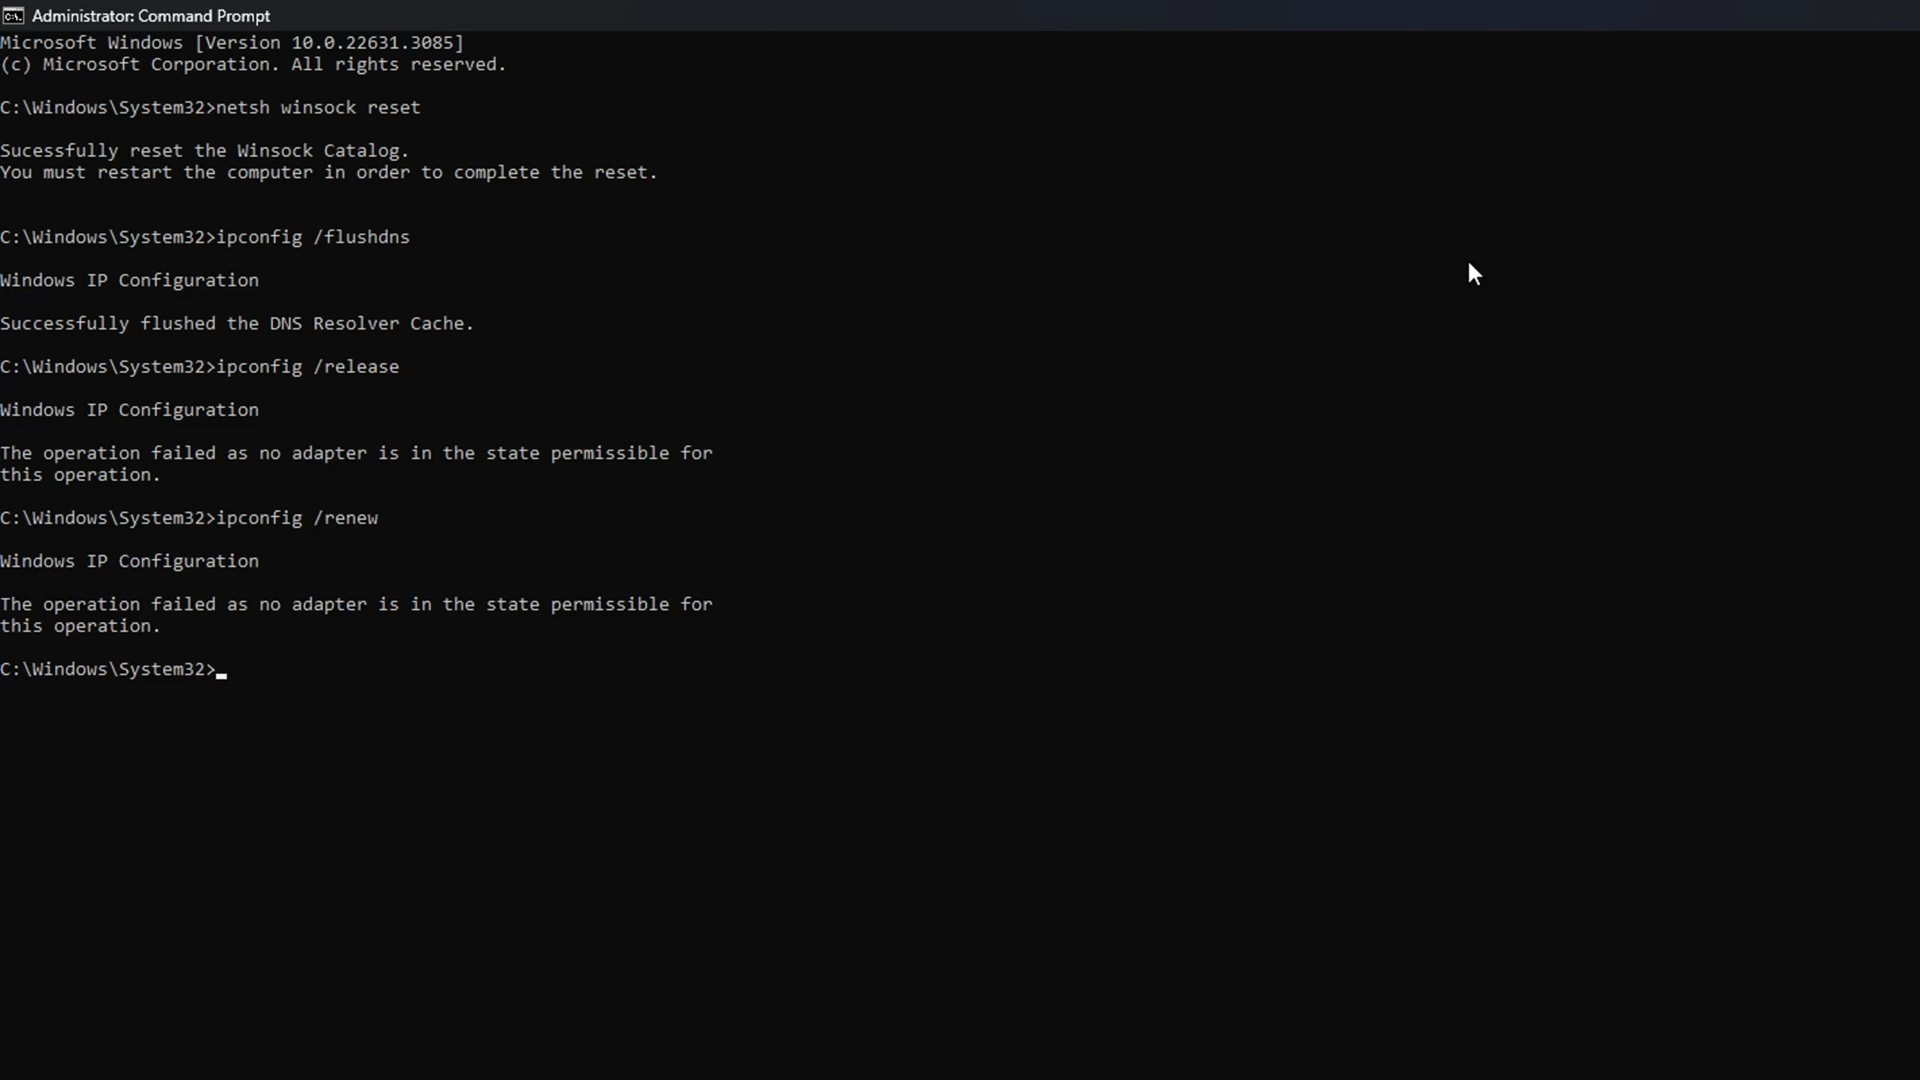 Administrator: Command Prompt
Microsoft Windows [Version 10.0.22631.3085]
(c) Microsoft Corporation. All rights reserved.
C:\Windows\System32>netsh winsock reset
Sucessfully reset the Winsock Catalog.
You must restart the computer in order to complete the reset.
C:\Windows\System32>ipconfig /flushdns
Windows IP Configuration
Successfully flushed the DNS Resolver Cache.
C:\Windows\System32>ipconfig /release
Windows IP Configuration
The operation failed as no adapter is in the state permissible for
this operation.
C:\Windows\System32>ipconfig /renew
Windows IP Configuration
The operation failed as no adapter is in the state permissible for
this operation.
C:\Windows\System32>